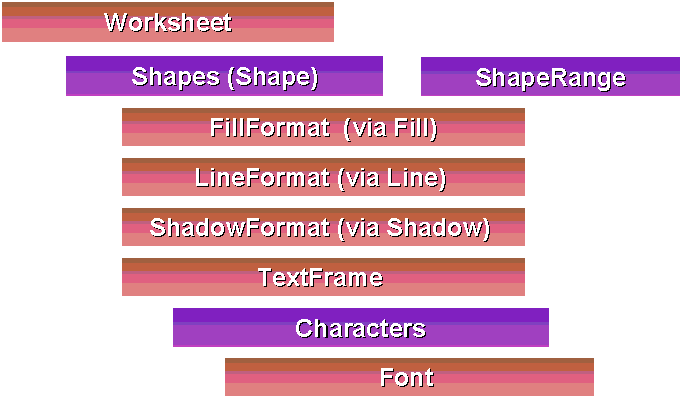 Worksheet
Shapes (Shape)
ShapeRange
FillFormat  (via Fill)
LineFormat (via Line)
ShadowFormat (via Shadow)
TextFrame
Characters
Font